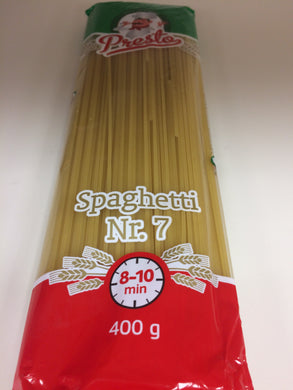 Presto
Spaghetti
Nr. 7
8-10
min
400 g